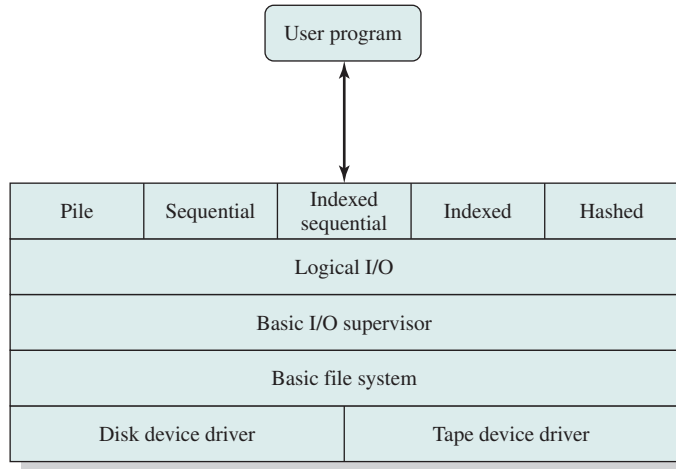 User program
Pile
Sequential
Indexed
sequential
Indexed
Hashed
Logical I/O
Basic I/O supervisor
Basic file system
Disk device driver
Tape device driver